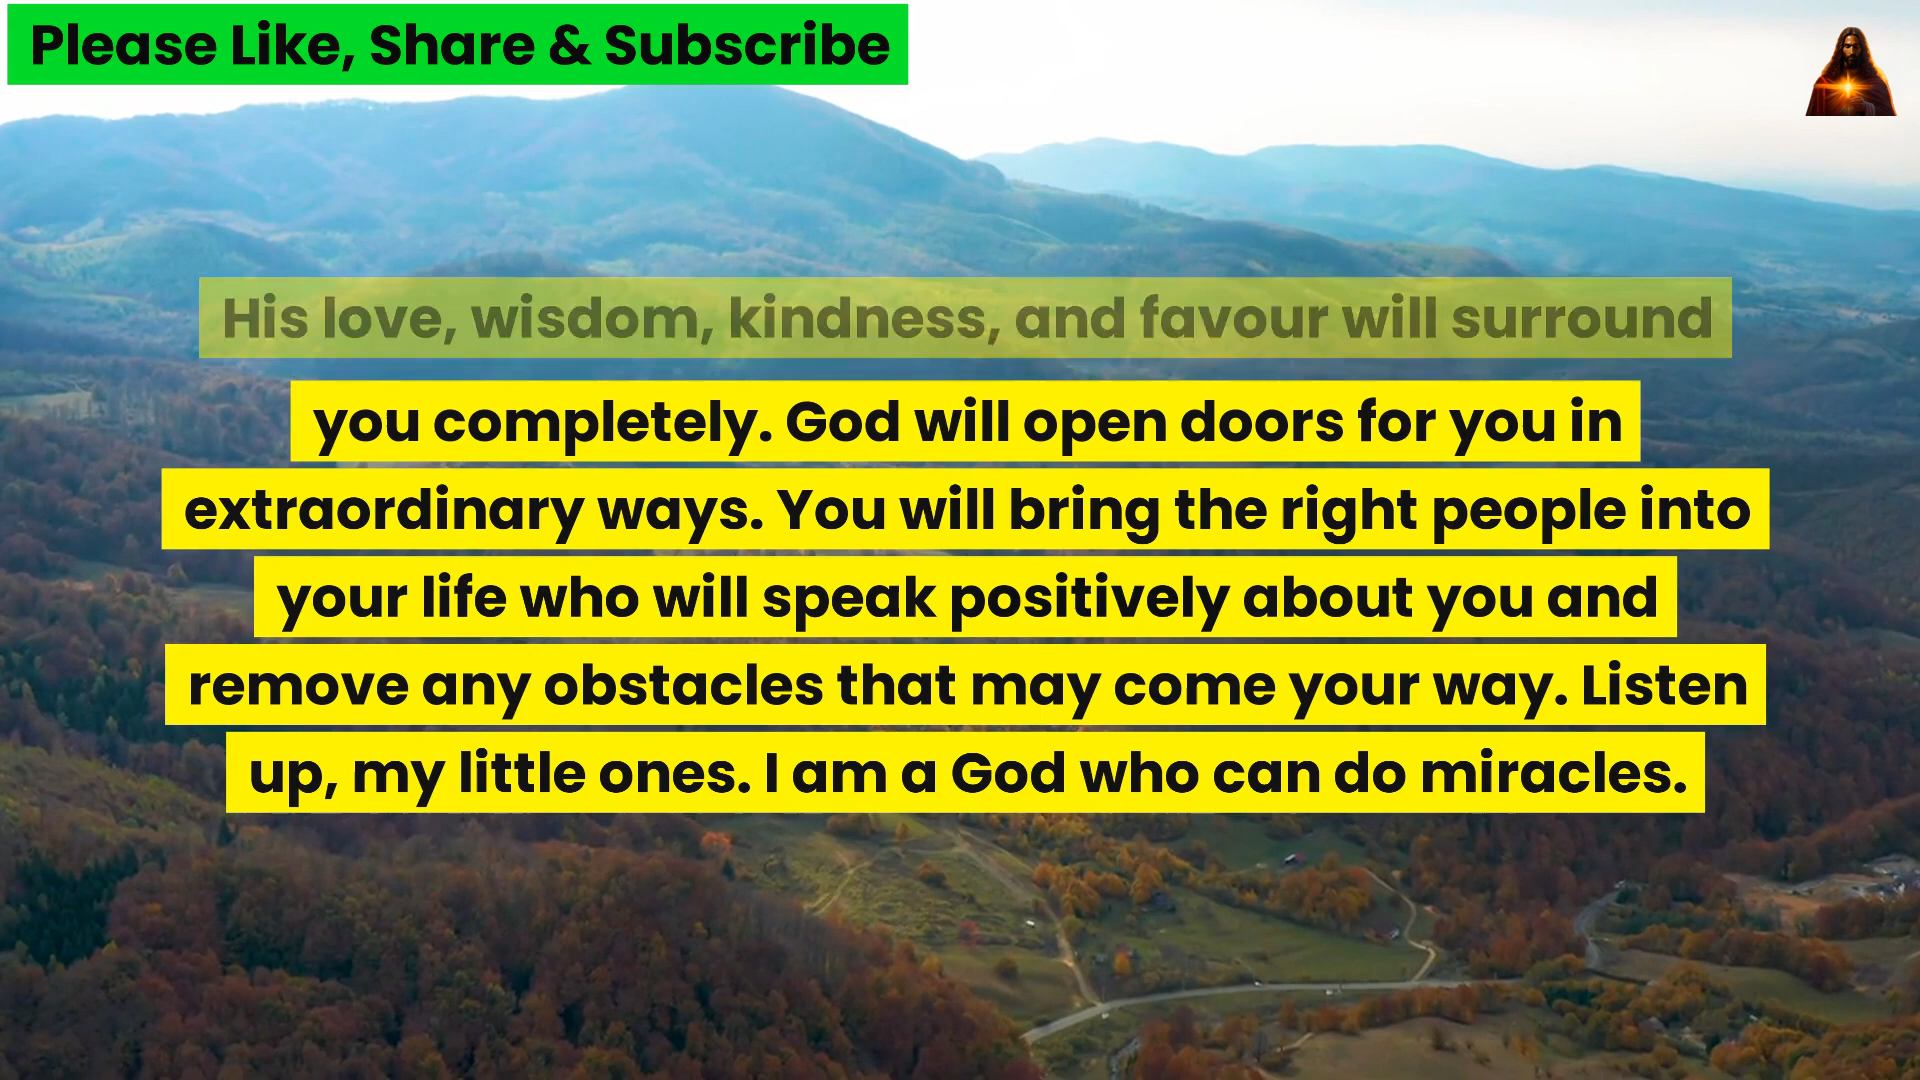 Please Like, Share & Subscribe
His love, wisdom, kindness, and favour will surround
you completely. God will open doors for you in
extraordinary ways. You will bring the right people into
your life who will speak positively about you and
remove any obstacles that may come your way. Listen
up, my little ones. I am a God who can do miracles.